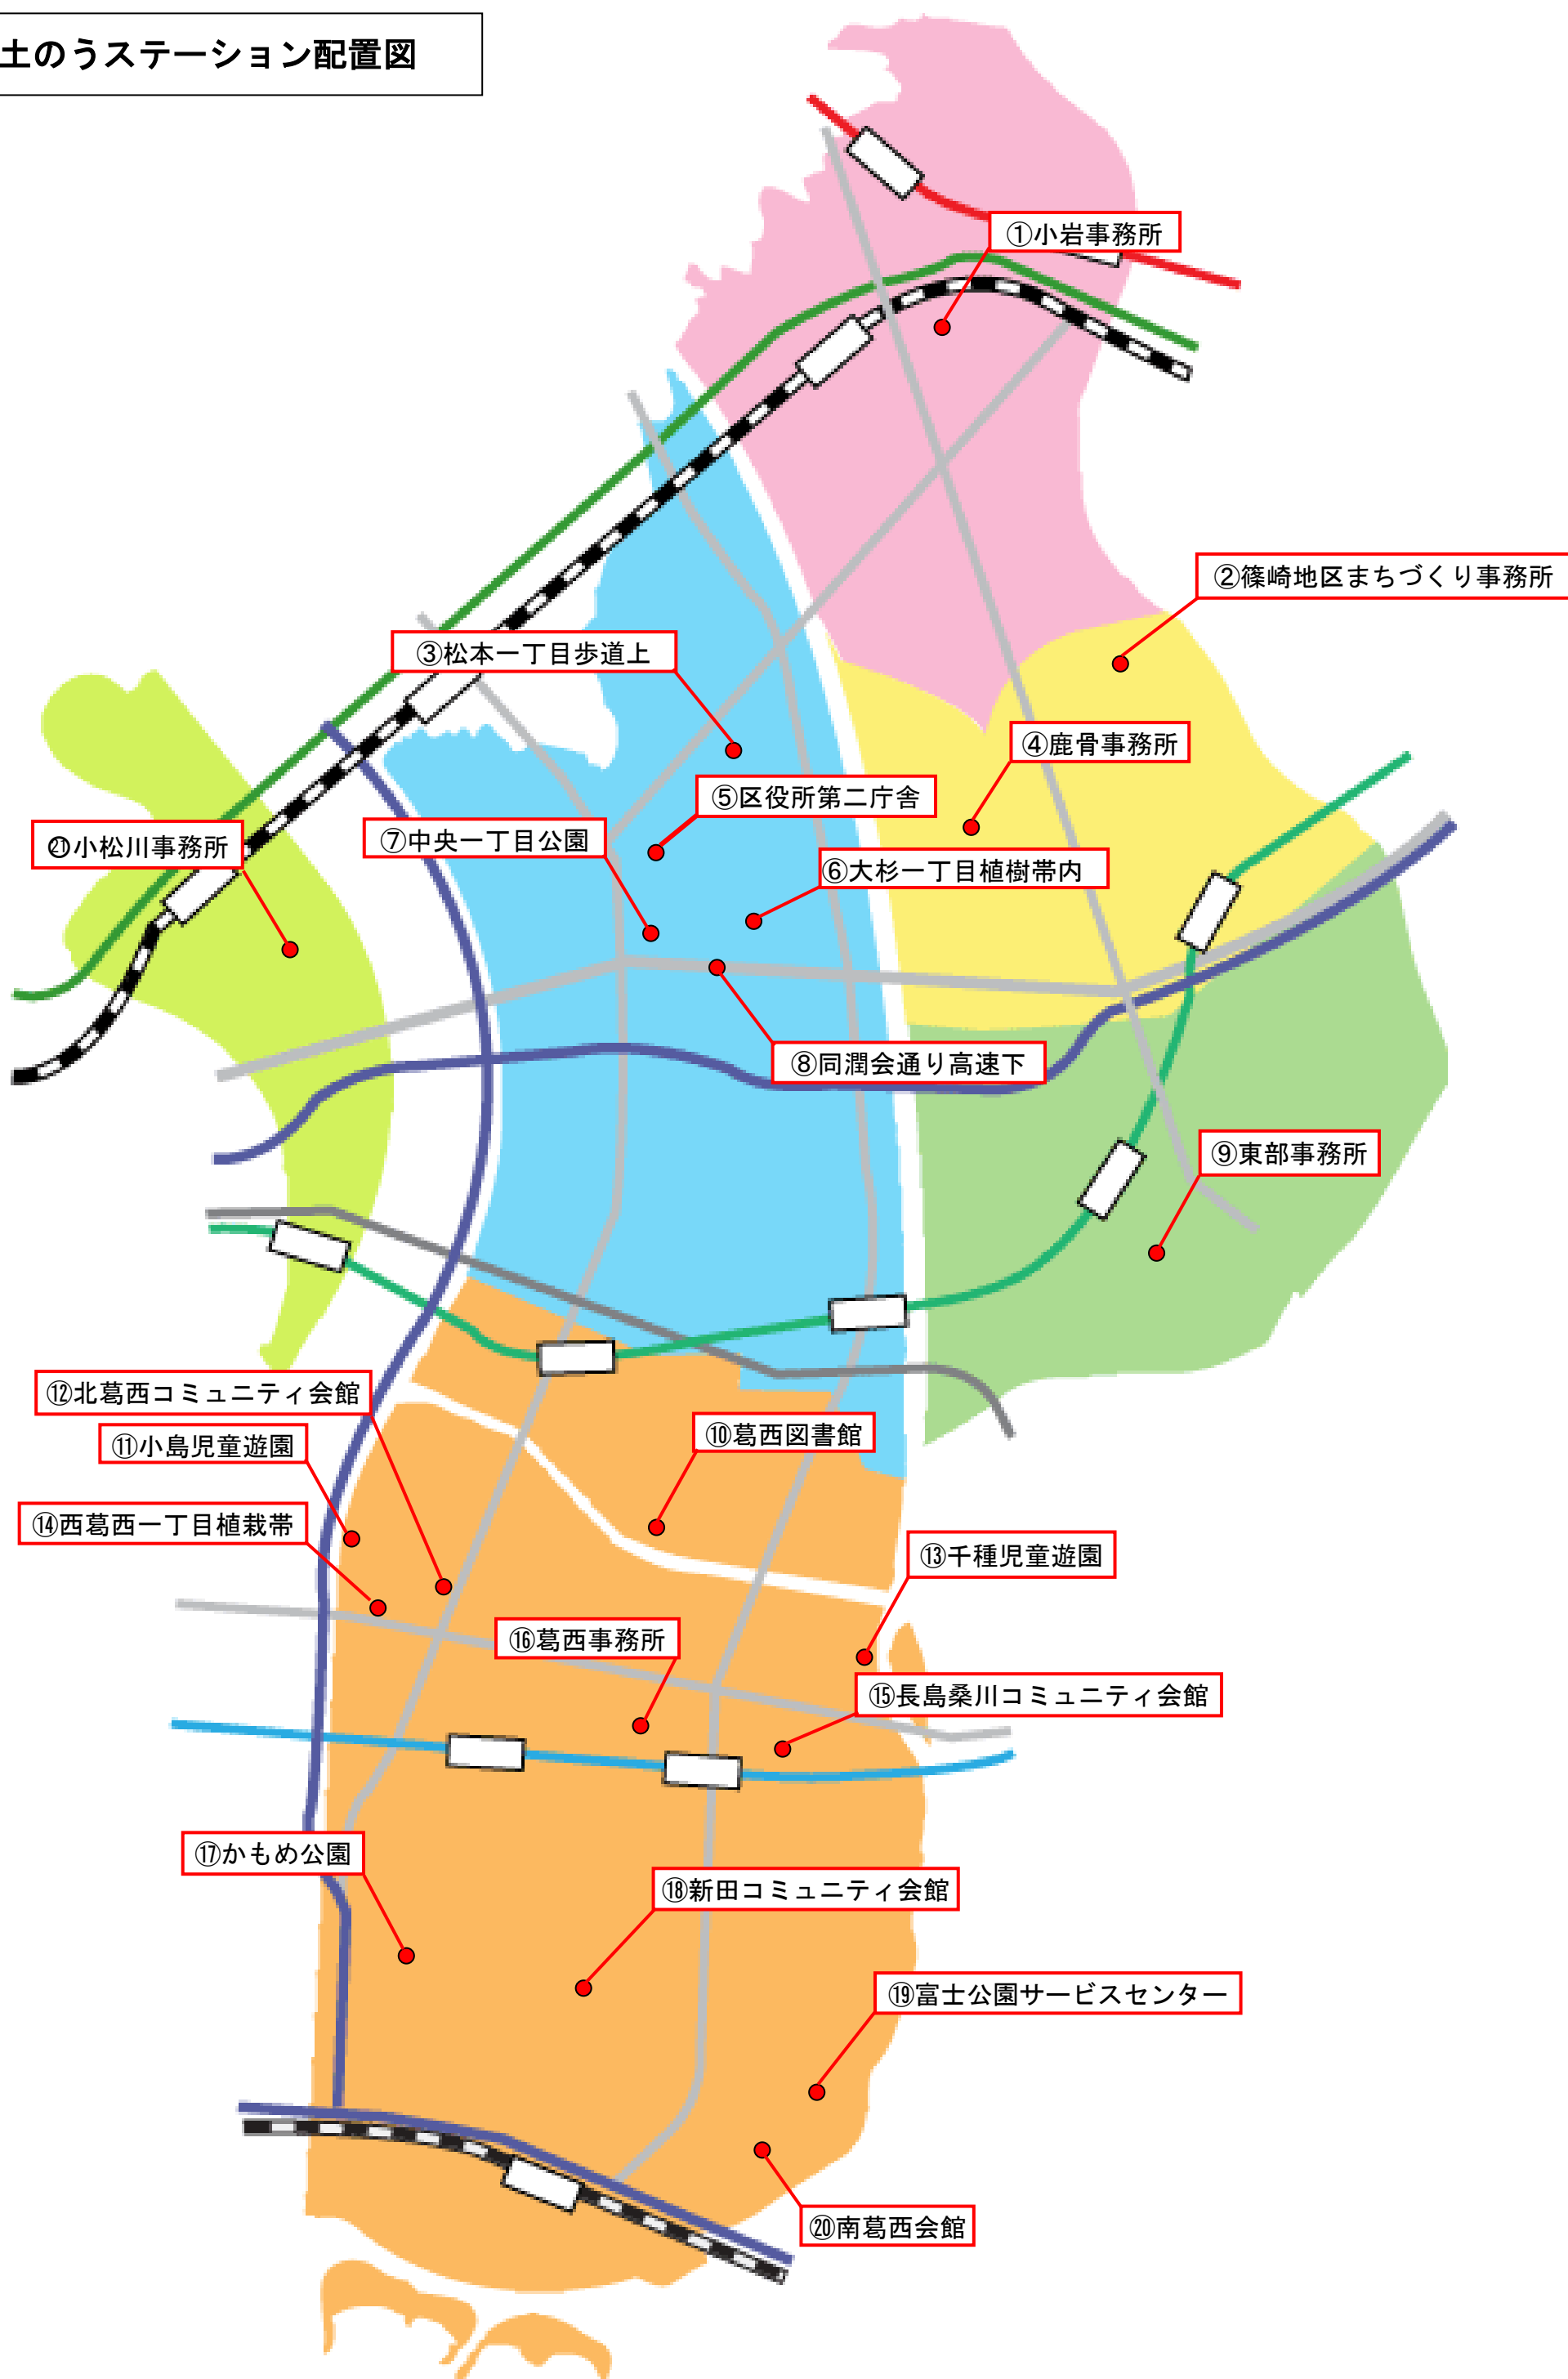 土のうステーション配置図
①小岩事務所
②篠崎地区まちづくり事務所
③松本一丁目歩道上
④鹿骨事務所
⑤区役所第二庁舎
⑦中央一丁目公園
㉑小松川事務所
⑥大杉一丁目植樹帯内
⑧同潤会通り高速下
⑨東部事務所
⑫北葛西コミュニティ会館
⑩葛西図書館
⑪小島児童遊園
⑭西葛西一丁目植栽帯
⑬千種児童遊園
⑯葛西事務所
⑮長島桑川コミュニティ会館
⑰かもめ公園
⑱新田コミュニティ会館
⑲富士公園サービスセンター
⑳南葛西会館